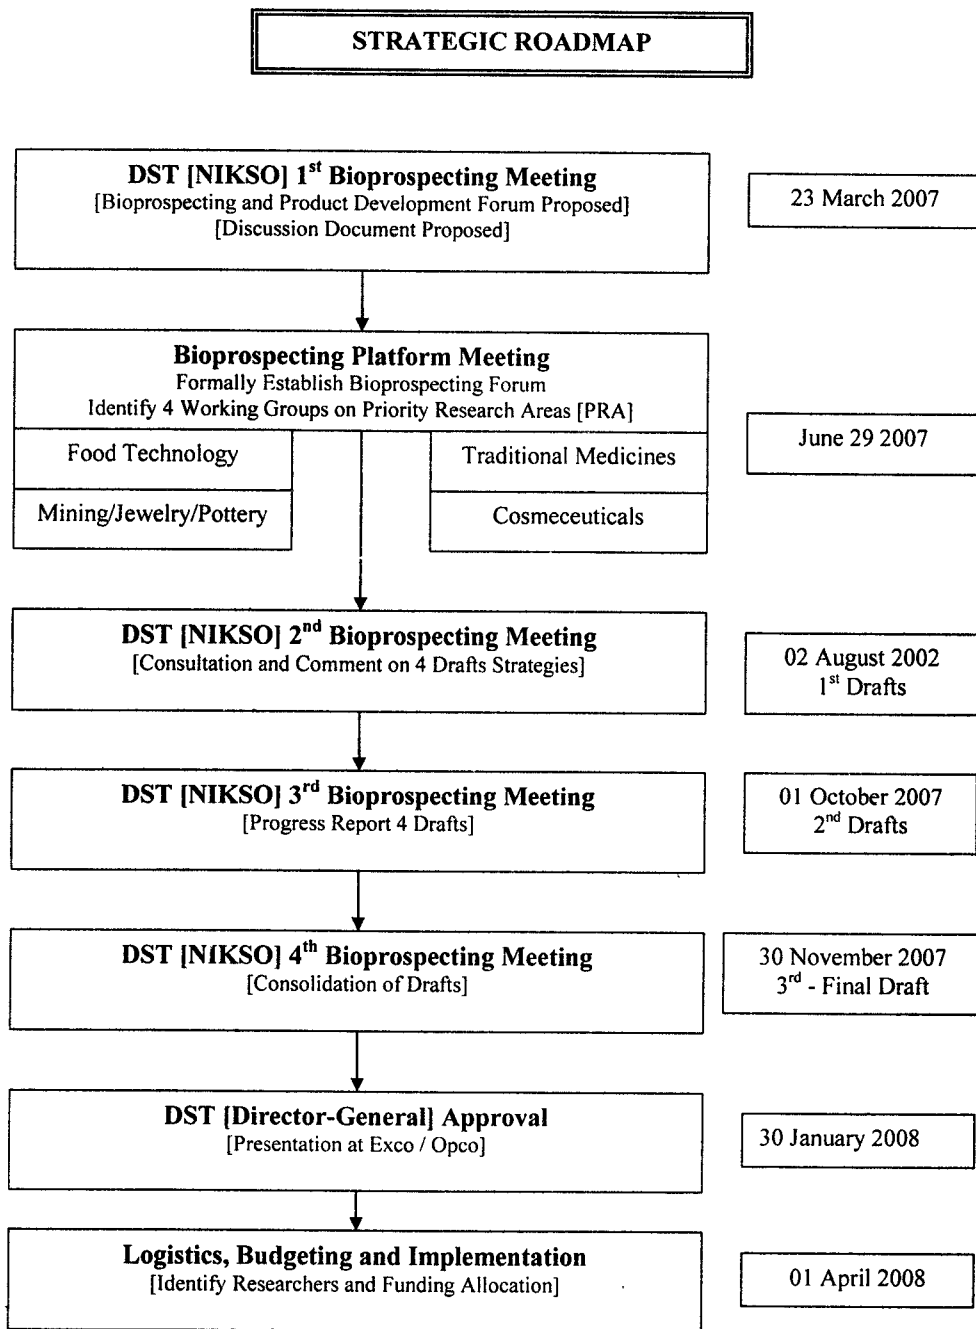 STRATEGIC ROADMAP
DST [NIKSO] 1st Bioprospecting Meeting
[Bioprospecting and Product Development Forum Proposed]
[Discussion Document Proposed]
23 March 2007
Bioprospecting Platform Meeting
Formally Establish Bioprospecting Forum
Identify 4 Working Groups on Priority Research Areas [PRA]
Food Technology
Traditional Medicines
Mining/Jewelry/Pottery
Cosmeceuticals
June 29 2007
DST [NIKSO] 2nd Bioprospecting Meeting
[Consultation and Comment on 4 Drafts Strategies]
02 August 2002
1st Drafts
DST [NIKSO] 3rd Bioprospecting Meeting
[Progress Report 4 Drafts]
01 October 2007
2nd Drafts
DST [NIKSO] 4th Bioprospecting Meeting
[Consolidation of Drafts]
30 November 2007
3rd - Final Draft
DST [Director-General] Approval
[Presentation at Exco / Opco]
30 January 2008
Logistics, Budgeting and Implementation
[Identify Researchers and Funding Allocation]
01 April 2008